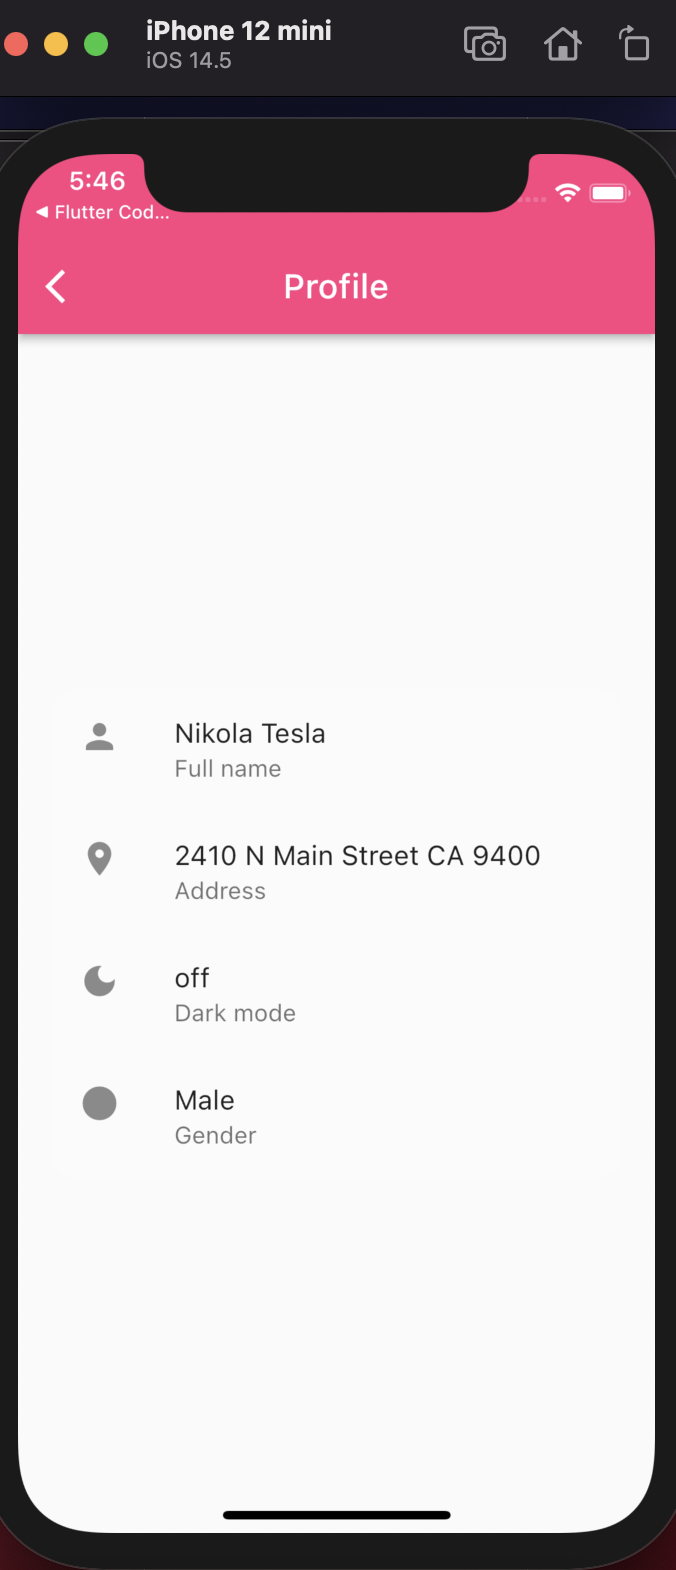 iPhone 12 mini
iOS 14.5
5:46
◀ Flutter Cod...
Profile
Nikola Tesla
Full name
2410 N Main Street CA 9400
Address
off
Dark mode
Male
Gender